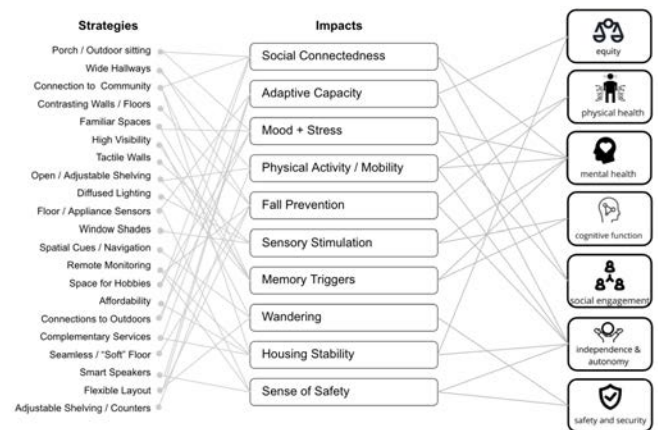 Strategies
Impacts
Porch / Outdoor sitting
Wide Hallways
Connection to Community
Contrasting Walls / Floors
Familiar Spaces
High Visibility
Tactile Walls
Open / Adjustable Shelving
Diffused Lighting
Floor / Appliance Sensors
Window Shades
Spatial Cues / Navigation
Remote Monitoring
Space for Hobbies
Affordability
Connections to Outdoors
Complementary Services
Seamless / “Soft” Floor
Smart Speakers
Flexible Layout
Adjustable Shelving / Counters
Social Connectedness
Adaptive Capacity
Mood + Stress
Physical Activity / Mobility
Fall Prevention
Sensory Stimulation
Memory Triggers
Wandering
Housing Stability
Sense of Safety
equity
physical health
mental health
cognitive function
social engagement
independence &
autonomy
safety and security